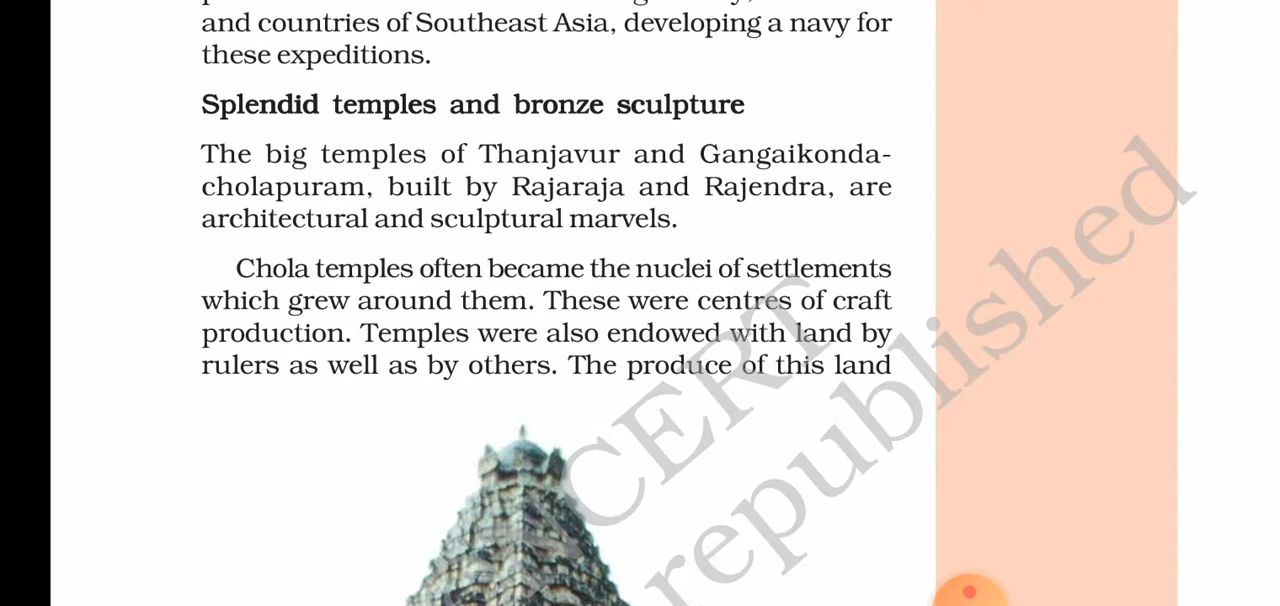 and countries of Southeast Asia, developing a navy for
these expeditions.
Splendid temples and bronze sculpture
The big temples of Thanjavur and Gangaikonda-
cholapuram, built by Rajaraja and Rajendra, are
architectural and sculptural marvels.
Chola temples often became the nuclei of settlements
which grew around them. These were centres of craft
production. Temples were also endowed with land by
rulers as well as by others. The produce of this land
CERT
republished